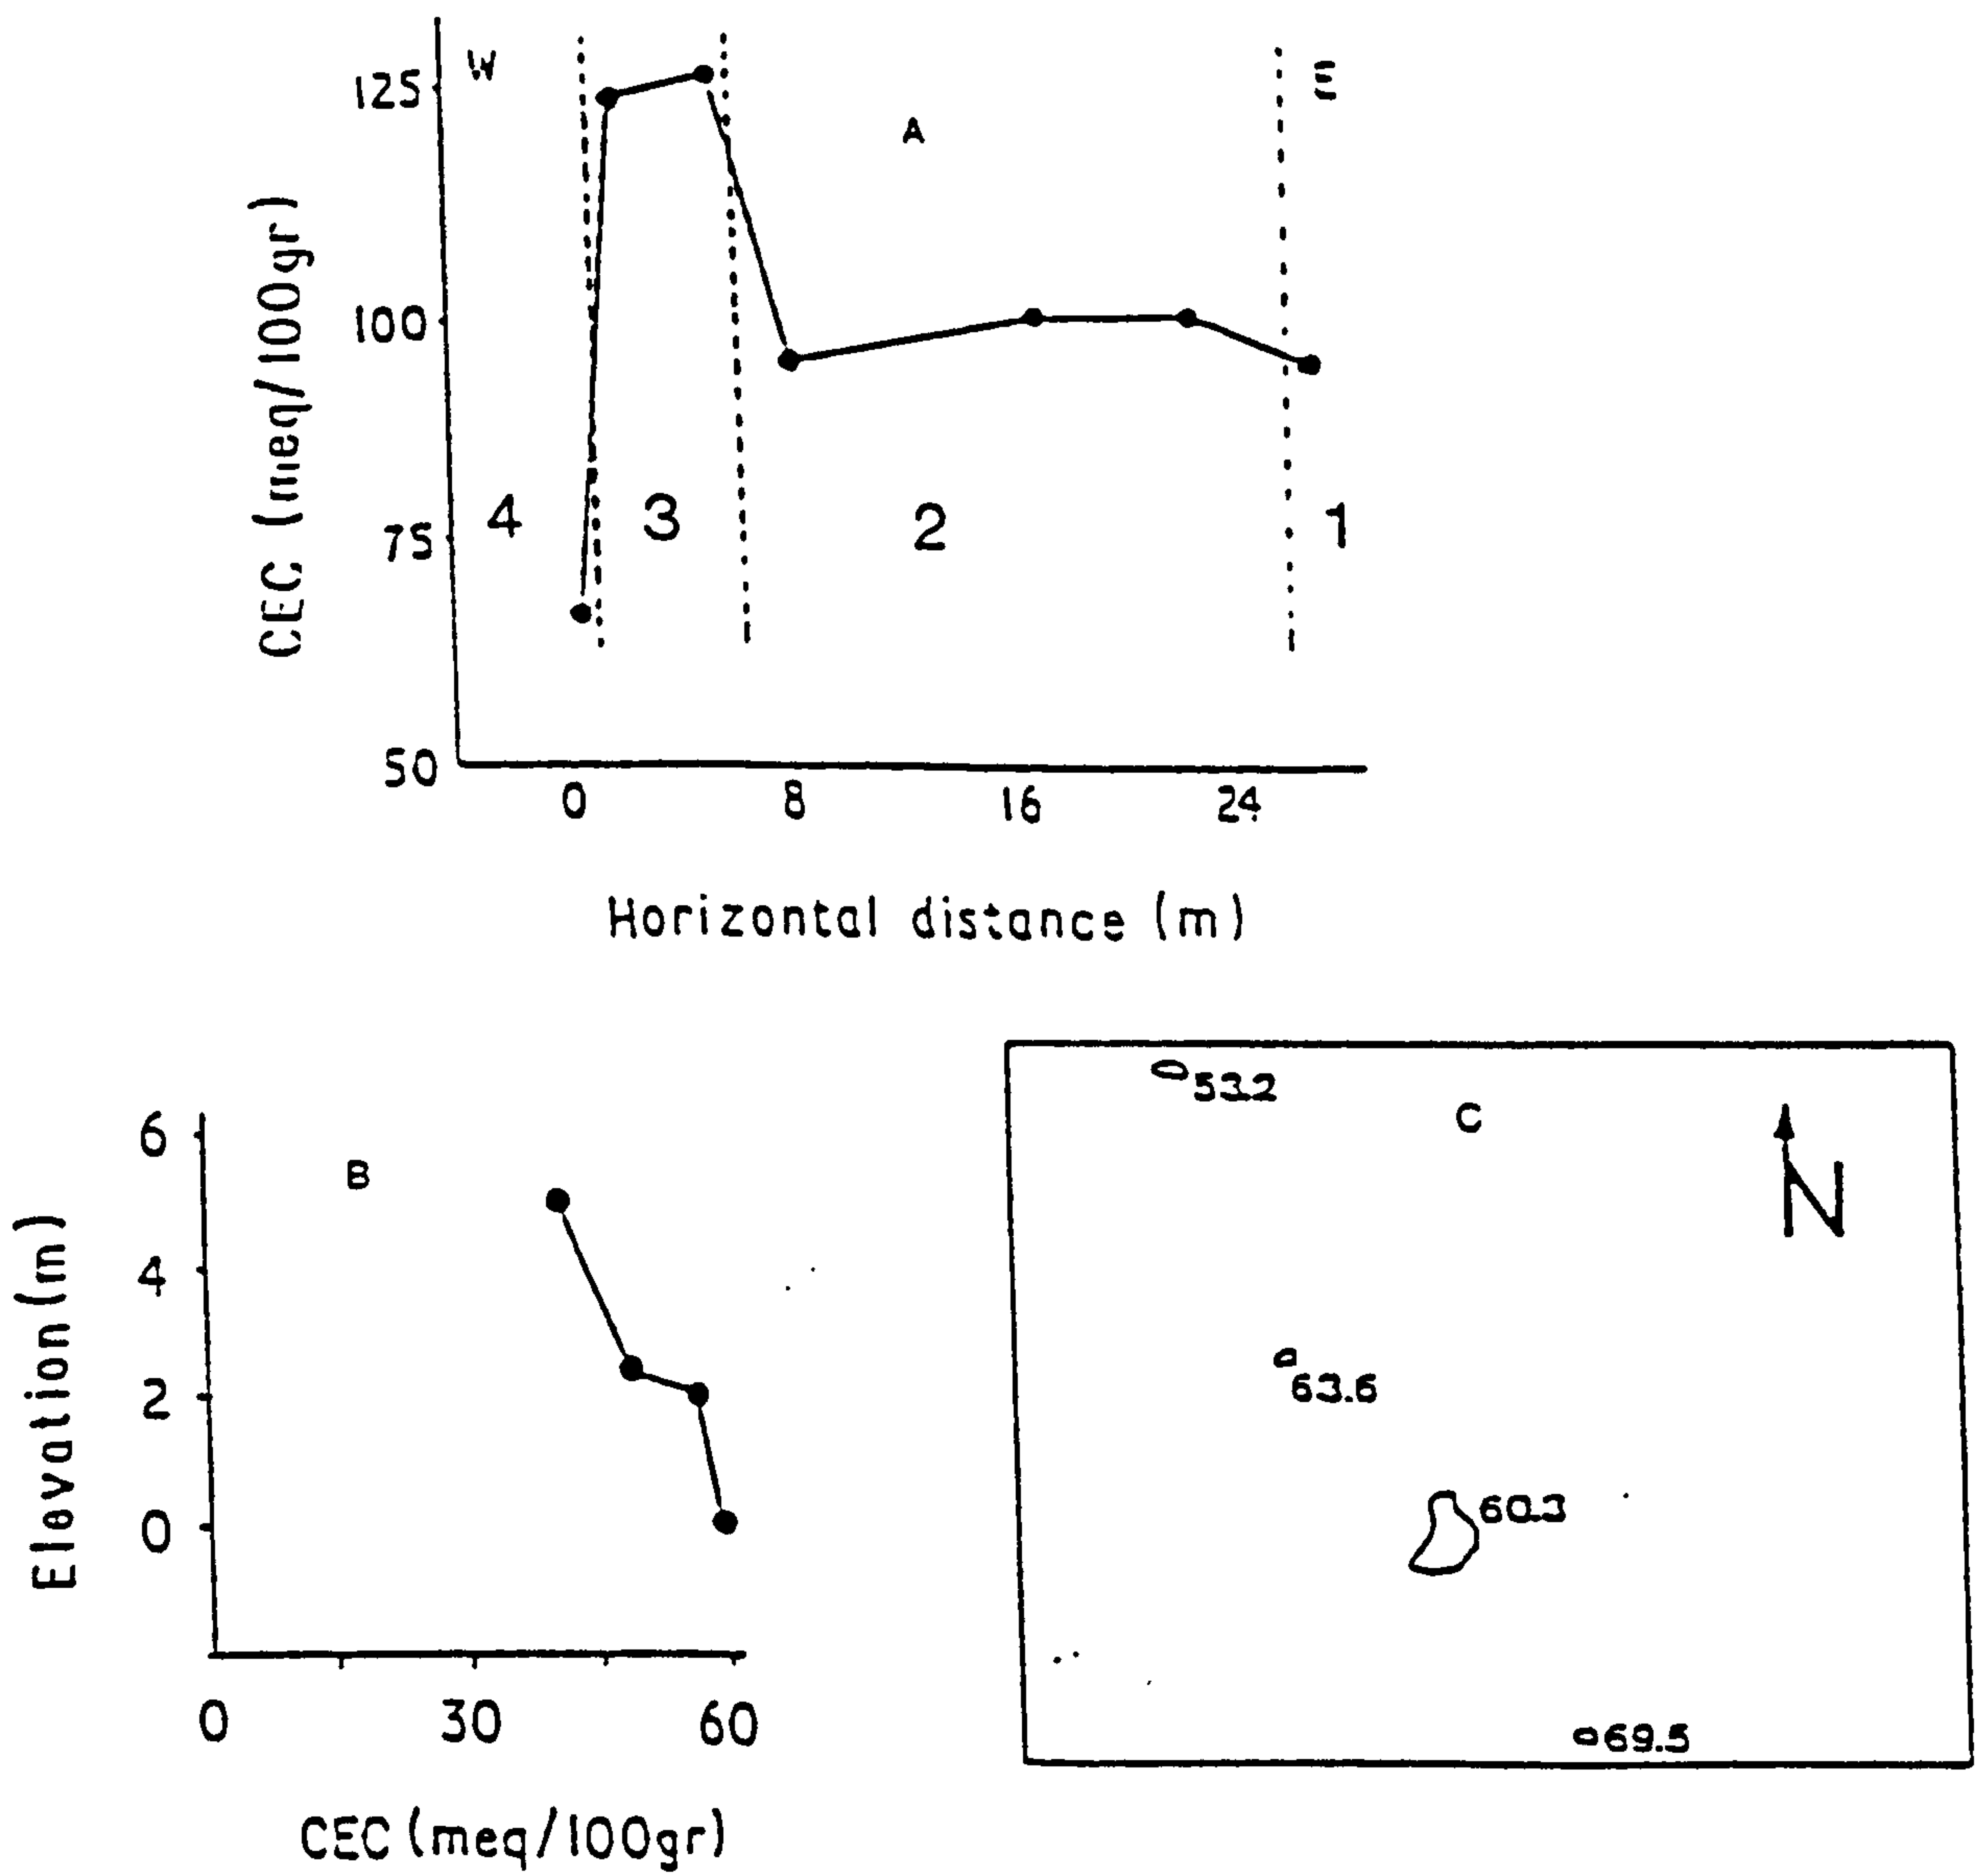 125
W
E
A
CEC (meq/100gr)
100
75
4
3
2
1
50
0 8 16 24
Horizontal distance (m)
6
B
4
Elevation (m)
2
0
0 30 60
CEC (meq/100gr)
53.2
C
N
63.6
60.3
69.5